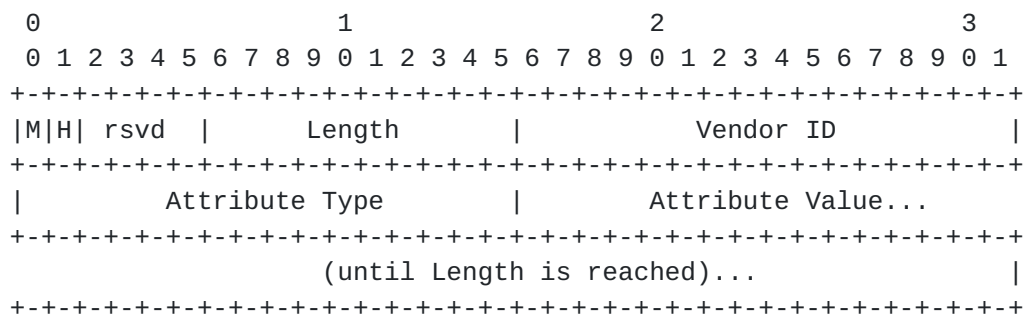 0                   1                   2                   3
 0 1 2 3 4 5 6 7 8 9 0 1 2 3 4 5 6 7 8 9 0 1 2 3 4 5 6 7 8 9 0 1
+-+-+-+-+-+-+-+-+-+-+-+-+-+-+-+-+-+-+-+-+-+-+-+-+-+-+-+-+-+-+-+-+
|M|H| rsvd  |      Length       |           Vendor ID           |
+-+-+-+-+-+-+-+-+-+-+-+-+-+-+-+-+-+-+-+-+-+-+-+-+-+-+-+-+-+-+-+-+
|         Attribute Type        |        Attribute Value...
+-+-+-+-+-+-+-+-+-+-+-+-+-+-+-+-+-+-+-+-+-+-+-+-+-+-+-+-+-+-+-+-+
                    (until Length is reached)...                |
+-+-+-+-+-+-+-+-+-+-+-+-+-+-+-+-+-+-+-+-+-+-+-+-+-+-+-+-+-+-+-+-+